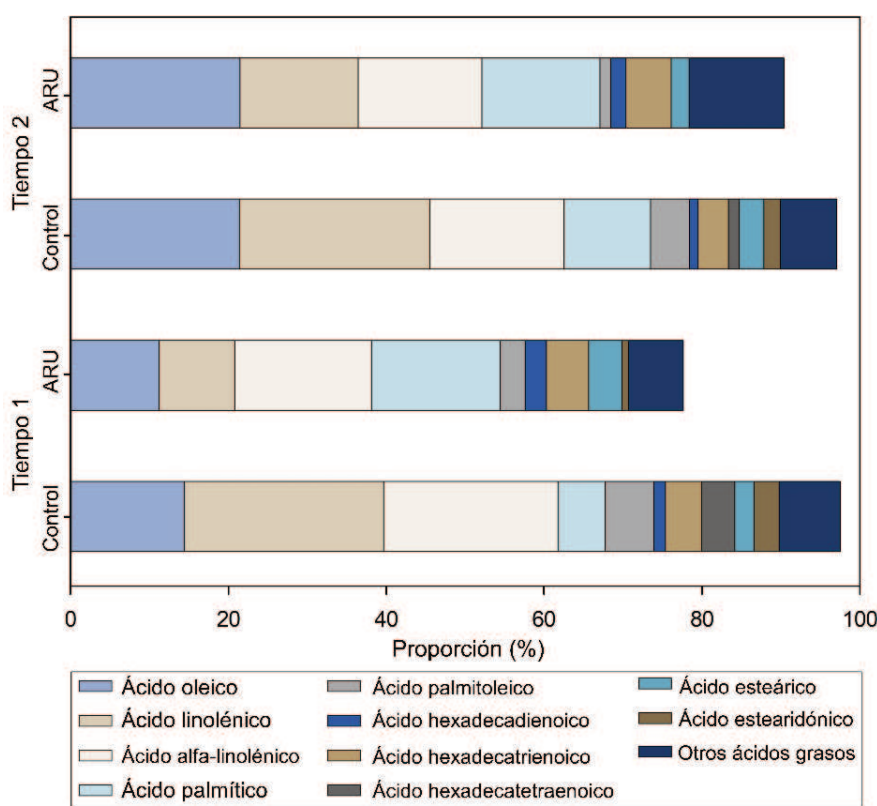 Tiempo 2
ARU
Control
Tiempo 1
ARU
Control
0 20 40 60 80 100
Proporción (%)
Ácido oleico
Ácido linolénico
Ácido alfa-linolénico
Ácido palmítico
Ácido palmitoleico
Ácido hexadecadienoico
Ácido hexadecatrienoico
Ácido hexadecatetraenoico
Ácido esteárico
Ácido estearidónico
Otros ácidos grasos